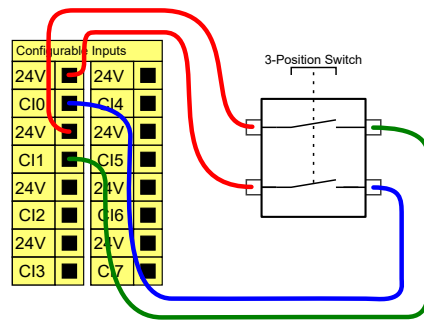 Configurable Inputs
24V 24V
CI0 CI4
24V 24V
CI1 CI5
24V 24V
CI2 CI6
24V 24V
CI3 CI7
3-Position Switch